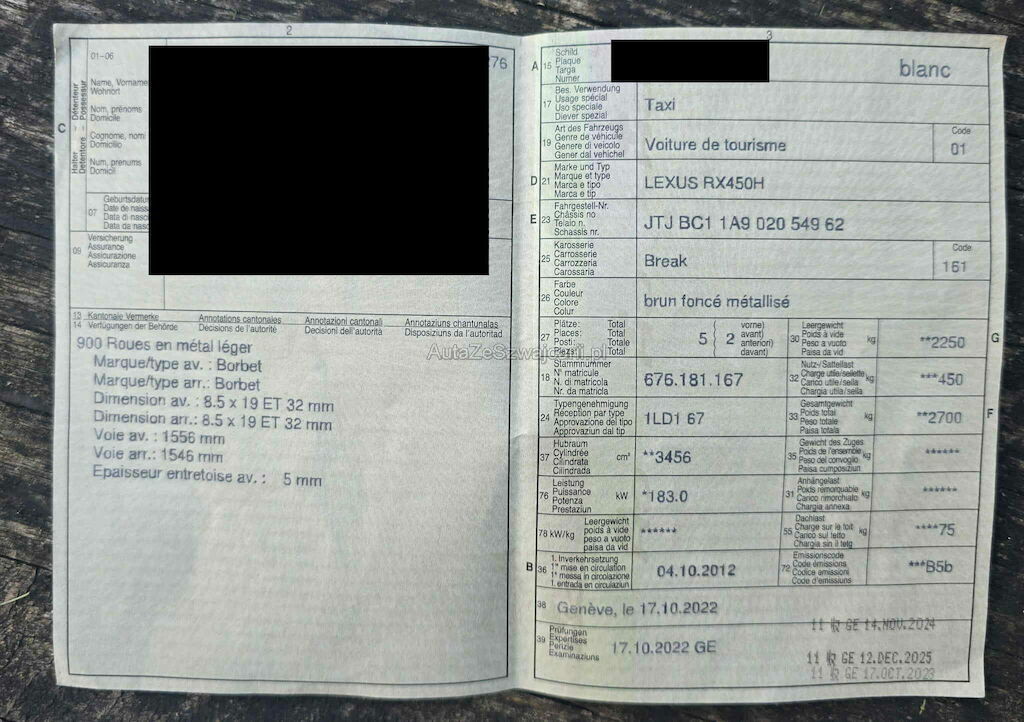 2
01-06
76
Détenteur
Possessur
Halter
Detentore
C
Name, Vorname
Wohnort
Nom, prénoms
Domicile
Cognome, nomi
Domicilio
Num, prenums
Domicil
07
Geburtsdatum
Date de naiss
Data di nasci
Data da nasc
09
Versicherung
Assurance
Assicurazione
Assicuranza
13 Kantonale Vermerke Annotations cantonales Annotazioni cantonali Annotaziuns chantunalas
14 Verfügungen der Behörde Décisions de l'autorité Decisioni dell'autorità Disposiziuns da l'autoritad
900 Roues en métal léger
Marque/type av. : Borbet
Marque/type arr.: Borbet
Dimension av. : 8.5 x 19 ET 32 mm
Dimension arr.: 8.5 x 19 ET 32 mm
Voie av. : 1556 mm
Voie arr.: 1546 mm
Epaisseur entretoise av. : 5 mm
AutaZeSzwajcarii.pl
3
A 15
Schild
Plaque
Targa
Numer
blanc
17
Bes. Verwendung
Usage spécial
Uso speciale
Diever spezial
Taxi
19
Art des Fahrzeugs
Genre de véhicule
Genere di veicolo
Gener dal vehichel
Voiture de tourisme
Code
01
D 21
Marke und Typ
Marque et type
Marca e tipo
Marca e tip
LEXUS RX450H
E 23
Fahrgestell-Nr.
Châssis no
Telaio n.
Schassis nr.
JTJ BC1 1A9 020 549 62
25
Karosserie
Carrosserie
Carrozzeria
Carossaria
Break
Code
151
26
Farbe
Couleur
Colore
Colur
brun foncé métallisé
27
Plätze: Total
Places: Total
Posti: Totale
Plazs: Total
5 { 2
vorne)
avant)
anteriori)
davant)
30
Leergewicht
Poids à vide
Peso a vuoto
Paisa da vid
kg
**2250
G
18
Stammnummer
N° matricule
N. di matricola
Nr. da matricla
676.181.167
32
Nutz-/Sattellast
Charge utile/sellette
Carico utile/sella
Chargia utila/sella
kg
***450
24
Typengenehmigung
Réception par type
Approvazione del tipo
Approvaziun dal tip
1LD1 67
33
Gesamtgewicht
Poids total
Peso totale
Paisa totala
kg
**2700
F
37
Hubraum
Cylindrée
Cilindrata
Cilindrada
cm³
**3456
35
Gewicht des Zuges
Poids de l'ensemble
Peso del convoglio
Paisa cumposiziun
kg
******
76
Leistung
Puissance
Potenza
Prestaziun
kW
*183.0
31
Anhängelast
Poids remorquable
Carico rimorchiato
Chargia annexa
kg
******
78 kW/kg
Leergewicht
poids à vide
peso a vuoto
paisa da vid
******
55
Dachlast
Charge sur le toit
Carico sul tetto
Chargia sin il tetg
kg
****75
B 36
1. Inverkehrsetzung
1re mise en circulation
1a messa in circolazione
1. entrada en circulaziun
04.10.2012
72
Emissionscode
Code émissions
Codice emissioni
Code d'emissiuns
***B5b
38
Genève, le 17.10.2022
39
Prüfungen
Expertises
Perizie
Examinaziuns
17.10.2022 GE
11 GE 14.NOV.2024
11 GE 12.DEC.2025
11 GE 17.OCT.2023